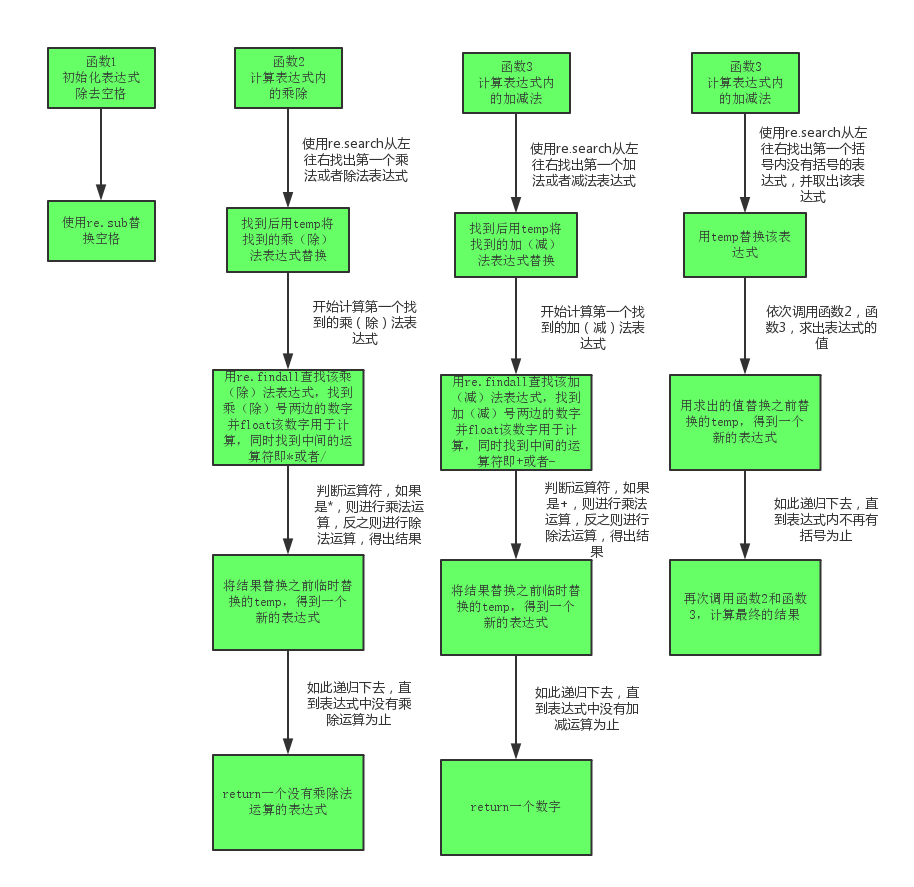 函数1
初始化表达式
除去空格
使用re.sub替
换空格
函数2
计算表达式内
的乘除
使用re.search从左
往右找出第一个乘
法或者除法表达式
找到后用temp将
找到的乘（除）
法表达式替换
开始计算第一个找
到的乘（除）法表
达式
用re.findall查找该乘
（除）法表达式，找到
乘（除）号两边的数字
并float该数字用于计
算，同时找到中间的运
算符即*或者/
判断运算符，如果
是*，则进行乘法运
算，反之则进行除
法运算，得出结果
将结果替换之前临时替
换的temp，得到一个
新的表达式
如此递归下去，直
到表达式中没有乘
除运算为止
return一个没有乘除法
运算的表达式
函数3
计算表达式内
的加减法
使用re.search从左
往右找出第一个加
法或者减法表达式
找到后用temp将
找到的加（减）
法表达式替换
开始计算第一个找
到的加（减）法表
达式
用re.findall查找该加
（减）法表达式，找到
加（减）号两边的数字
并float该数字用于计
算，同时找到中间的运
算符即+或者-
判断运算符，如果
是+，则进行乘法
运算，反之则进行
除法运算，得出结
果
将结果替换之前临时替
换的temp，得到一个
新的表达式
如此递归下去，直
到表达式中没有加
减运算为止
return一个数字
函数3
计算表达式内
的加减法
使用re.search从左
往右找出第一个括
号内没有括号的表
达式，并取出该表
达式
用temp替换该表
达式
依次调用函数2，函
数3，求出表达式的
值
用求出的值替换之前替
换的temp，得到一个
新的表达式
如此递归下去，直
到表达式内不再有
括号为止
再次调用函数2和函数
3，计算最终的结果